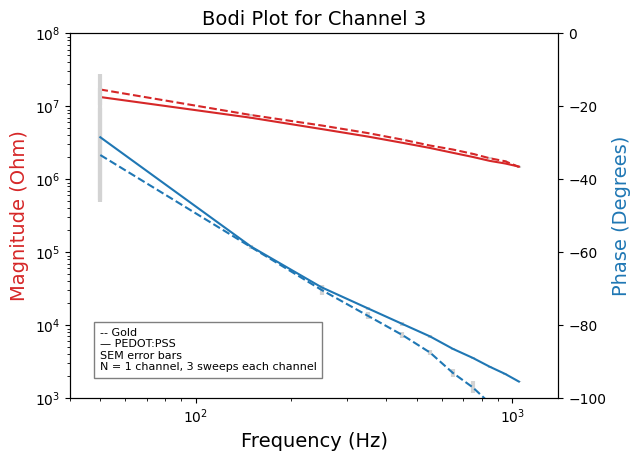 Bodi Plot for Channel 3
10^8
10^7
10^6
10^5
10^4
10^3
Magnitude (Ohm)
0
−20
−40
−60
−80
−100
Phase (Degrees)
-- Gold
— PEDOT:PSS
SEM error bars
N = 1 channel, 3 sweeps each channel
10^2
10^3
Frequency (Hz)